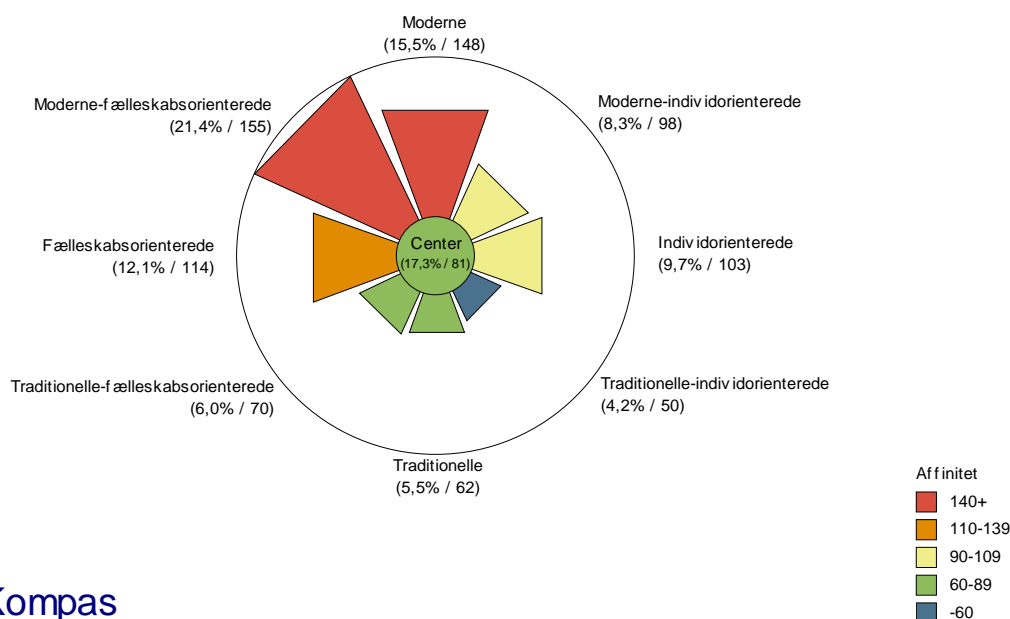 Moderne
(15,5% / 148)
Moderne-fælleskabsorienterede
(21,4% / 155)
Moderne-individorienterede
(8,3% / 98)
Fælleskabsorienterede
(12,1% / 114)
Center
(17,3% / 81)
Individorienterede
(9,7% / 103)
Traditionelle-fælleskabsorienterede
(6,0% / 70)
Traditionelle-individorienterede
(4,2% / 50)
Traditionelle
(5,5% / 62)
Affinitet
140+
110-139
90-109
60-89
-60
Kompas